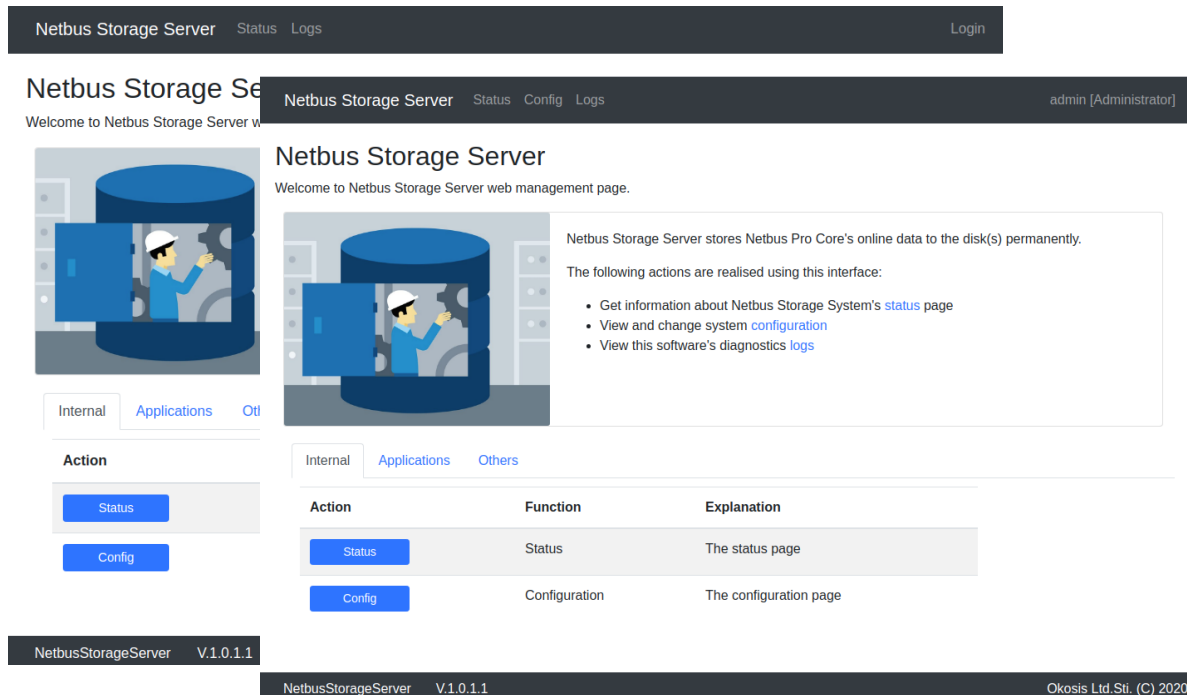 Netbus Storage Server Status Logs Login
Netbus Storage Se
Welcome to Netbus Storage Server w
Internal Applications Oth
Action
Status
Config
NetbusStorageServer V.1.0.1.1
Netbus Storage Server Status Config Logs admin [Administrator]
Netbus Storage Server
Welcome to Netbus Storage Server web management page.
Netbus Storage Server stores Netbus Pro Core's online data to the disk(s) permanently.
The following actions are realised using this interface:
• Get information about Netbus Storage System's status page
• View and change system configuration
• View this software's diagnostics logs
Internal Applications Others
Action Function Explanation
Status Status The status page
Config Configuration The configuration page
NetbusStorageServer V.1.0.1.1 Okosis Ltd.Sti. (C) 2020